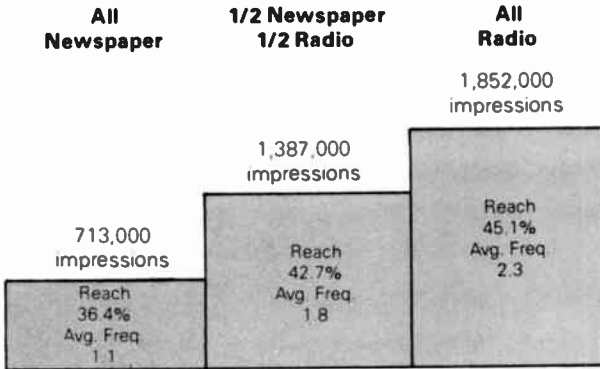 All
Newspaper
1/2 Newspaper
1/2 Radio
All
Radio
713,000
impressions
1,387,000
impressions
1,852,000
impressions
Reach
36.4%
Avg. Freq.
1.1
Reach
42.7%
Avg. Freq.
1.8
Reach
45.1%
Avg. Freq.
2.3